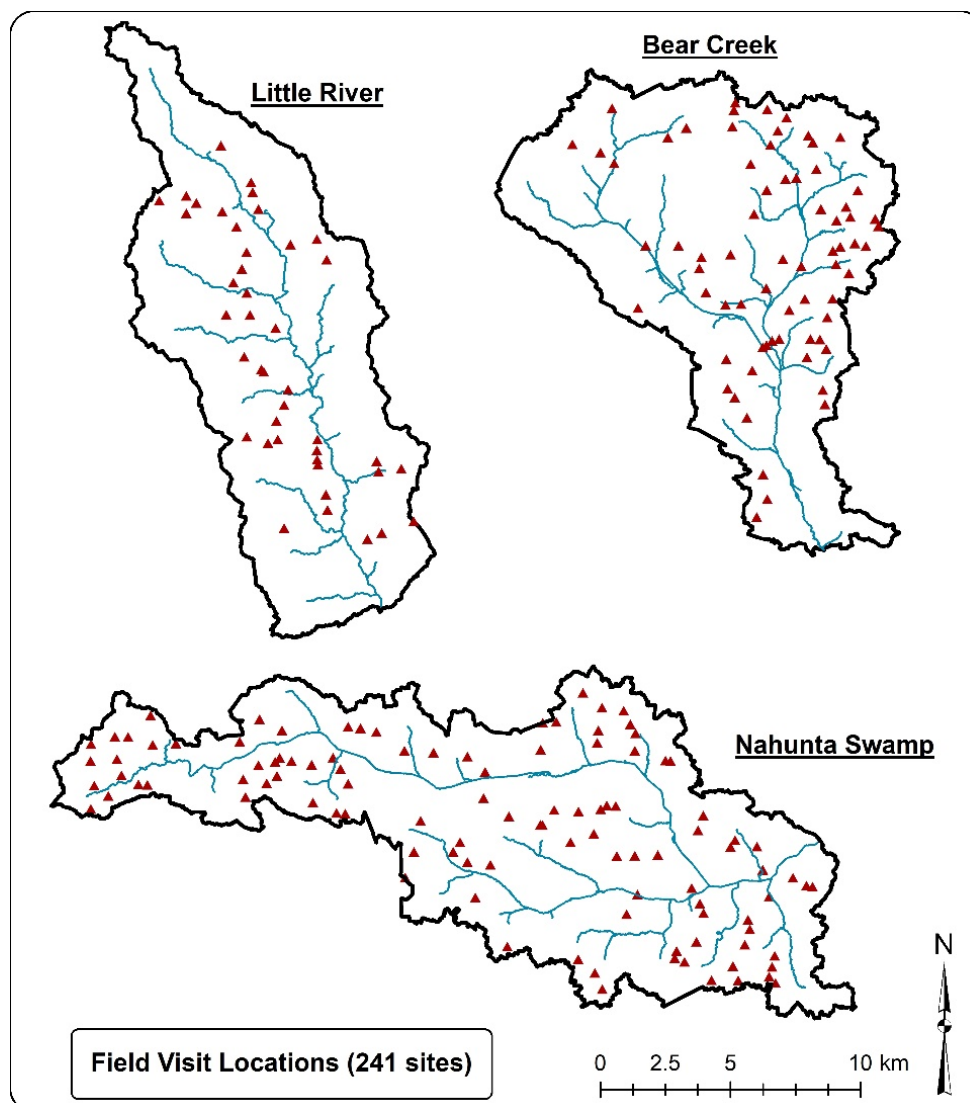 Bear Creek
Little River
Nahunta Swamp
N
Field Visit Locations (241 sites)
0 2.5 5 10 km